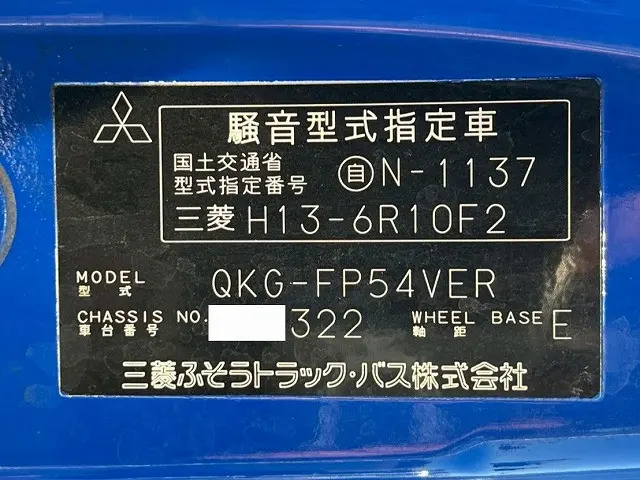 騒音型式指定車
国土交通省
型式指定番号 ㊀自N-1137
三菱 H13-6R10F2
MODEL
型式 QKG-FP54VER
CHASSIS NO. 322 WHEEL BASE E
車台番号 軸距
三菱ふそうトラック・バス株式会社